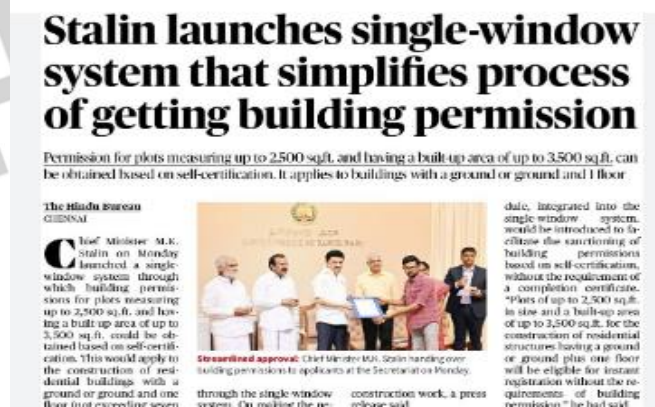 Stalin launches single-window
system that simplifies process
of getting building permission
Permission for plots measuring up to 2,500 sq.ft. and having a built-up area of up to 3,500 sq.ft. can
be obtained based on self-certification. It applies to buildings with a ground or ground and 1 floor
The Hindu Bureau
CHENNAI
Chief Minister M.K.
Stalin on Monday
launched a single-
window system through
which building permis-
sions for plots measuring
up to 2,500 sq.ft. and hav-
ing a built-up area of up to
3,500 sq.ft. could be ob-
tained based on self-certifi-
cation. This would apply to
the construction of resi-
dential buildings with a
ground or ground and one
floor (not exceeding seven
Streamlined approval: Chief Minister M.K. Stalin handing over
building permissions to applicants at the Secretariat on Monday.
through the single-window
system. On making the
construction work, a press
release said.
dule, integrated into the
single-window system,
would be introduced to fa-
cilitate the sanctioning of
building permissions
based on self-certification,
without the requirement of
a completion certificate.
"Plots of up to 2,500 sq.ft.
in size and a built-up area
of up to 3,500 sq.ft. for the
construction of residential
structures having a ground
or ground plus one floor
will be eligible for instant
registration without the re-
quirements of building
permission," he had said.